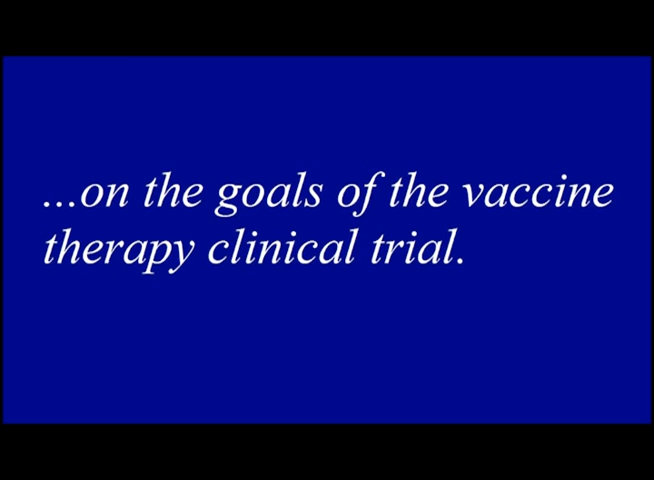 ...on the goals of the vaccine
therapy clinical trial.